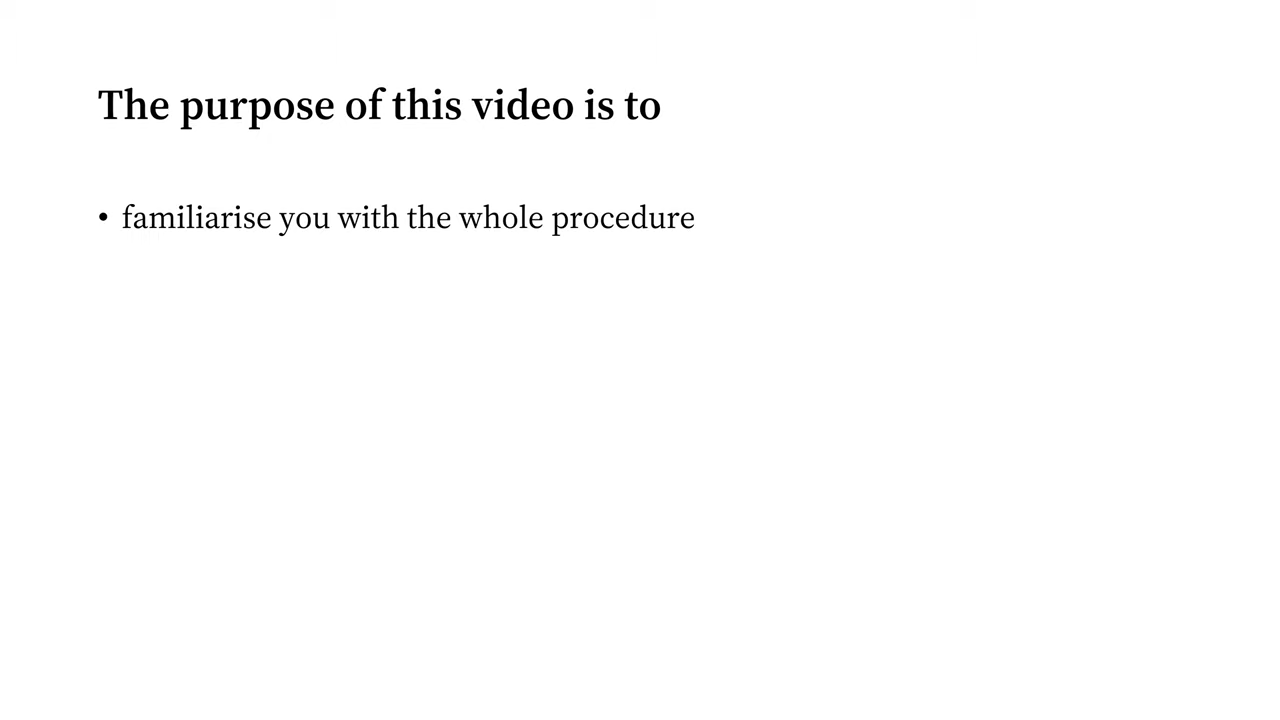 The purpose of this video is to
• familiarise you with the whole procedure